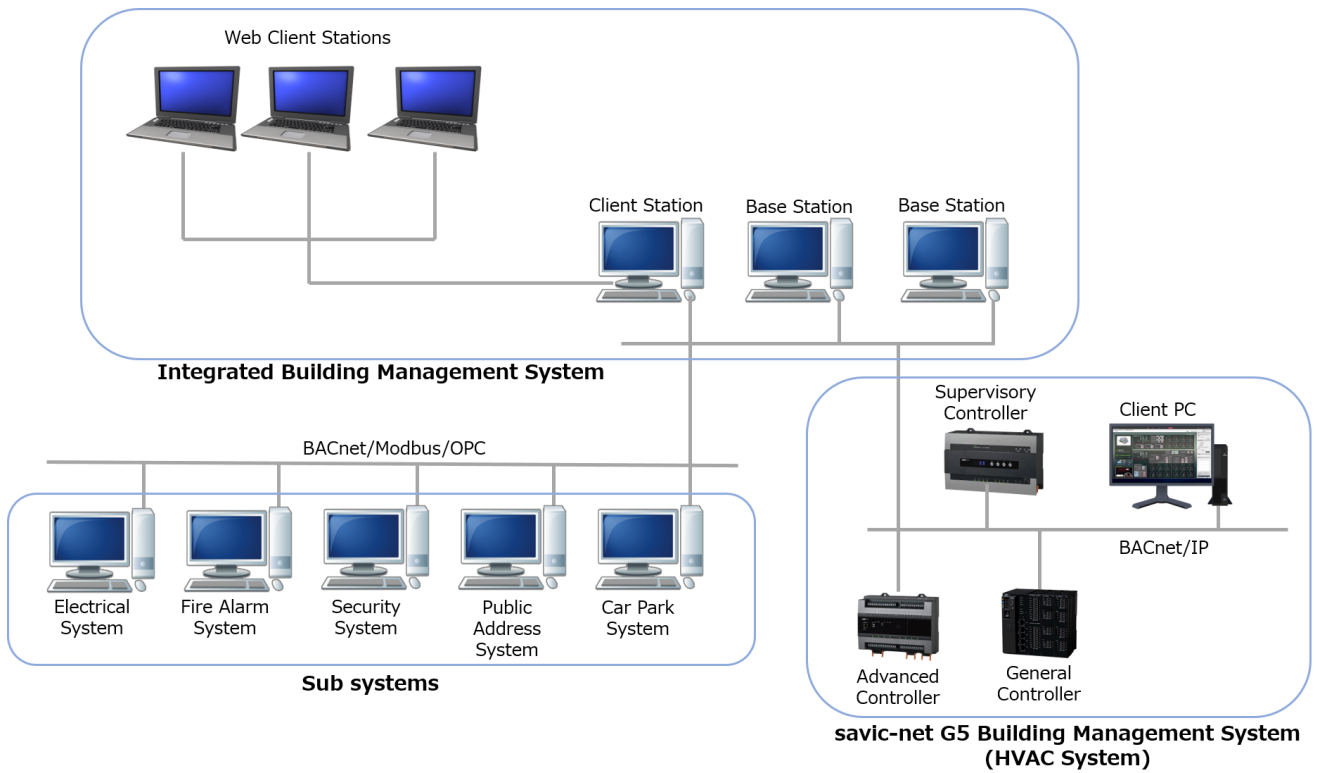 Web Client Stations
Client Station
Base Station
Base Station
Integrated Building Management System
BACnet/Modbus/OPC
Electrical
System
Fire Alarm
System
Security
System
Public
Address
System
Car Park
System
Sub systems
Supervisory
Controller
Client PC
BACnet/IP
Advanced
Controller
General
Controller
savic-net G5 Building Management System
(HVAC System)